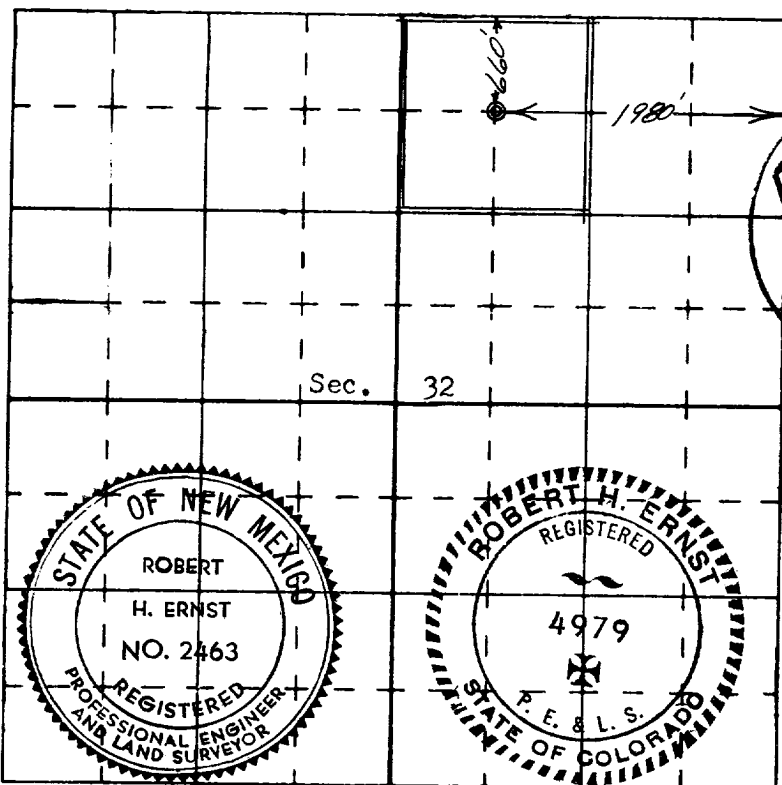 660'
1980'
Sec. 32
STATE OF NEW MEXICO
ROBERT
H. ERNST
NO. 2463
REGISTERED
PROFESSIONAL ENGINEER
AND LAND SURVEYOR
ROBERT H. ERNST
REGISTERED
4979
P. E. & L. S.
STATE OF COLORADO